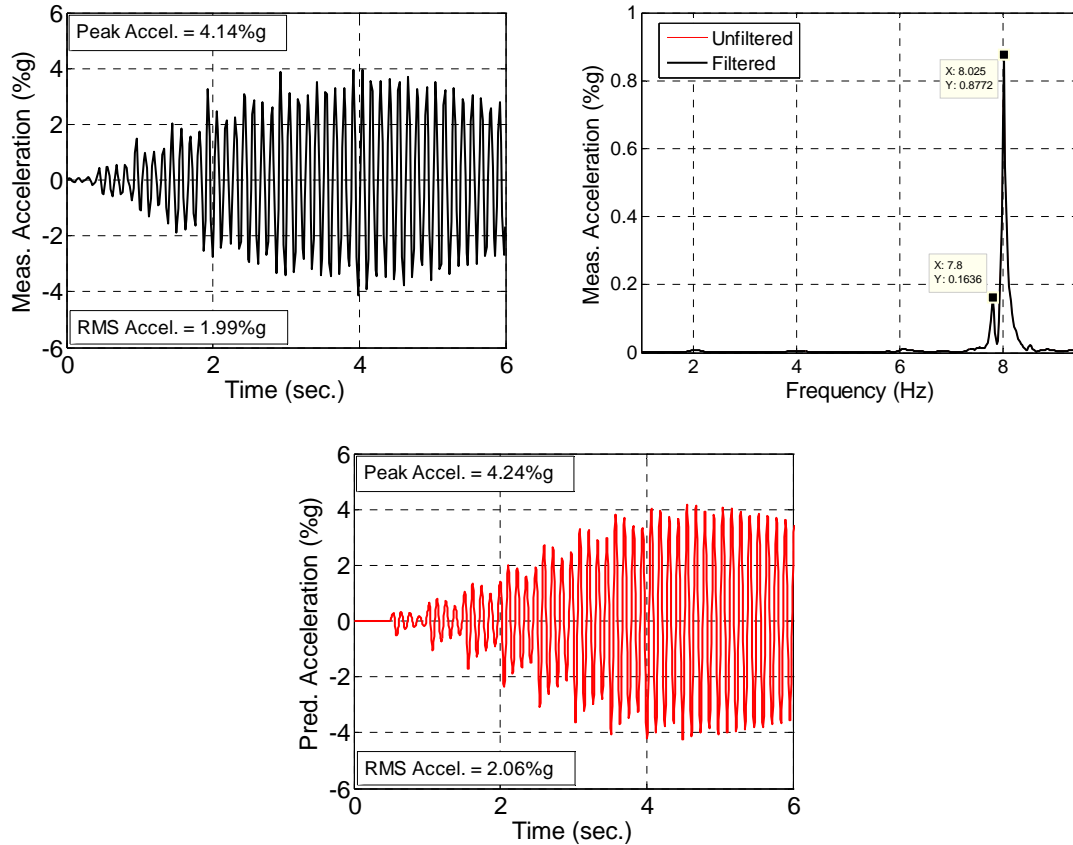 Peak Accel. = 4.14%g
RMS Accel. = 1.99%g
Meas. Acceleration (%g)
6
4
2
0
-2
-4
-6
0 2 4 6
Time (sec.)
Unfiltered
Filtered
X: 8.025
Y: 0.8772
X: 7.8
Y: 0.1636
Meas. Acceleration (%g)
1
0.8
0.6
0.4
0.2
0
2 4 6 8
Frequency (Hz)
Peak Accel. = 4.24%g
RMS Accel. = 2.06%g
Pred. Acceleration (%g)
6
4
2
0
-2
-4
-6
0 2 4 6
Time (sec.)